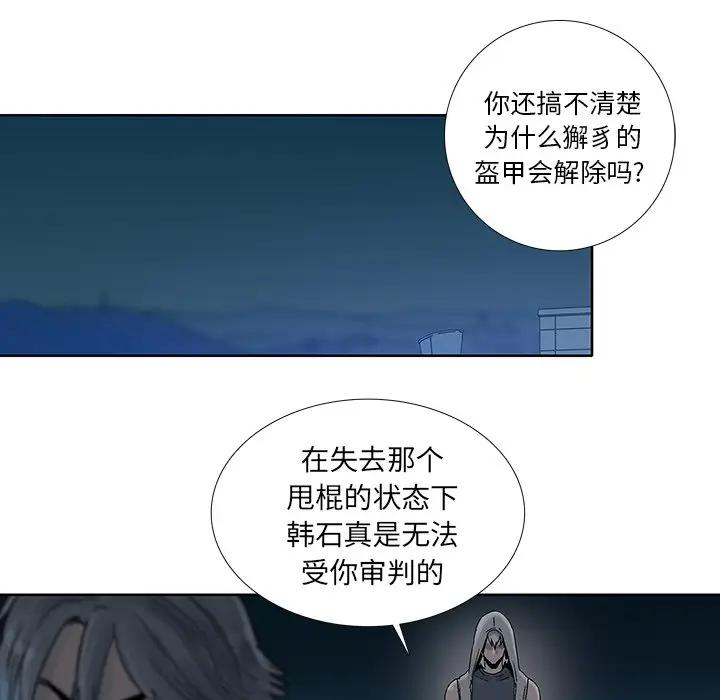 你还搞不清楚
为什么獬豸的
盔甲会解除吗?
在失去那个
甩棍的状态下
韩石真是无法
受你审判的